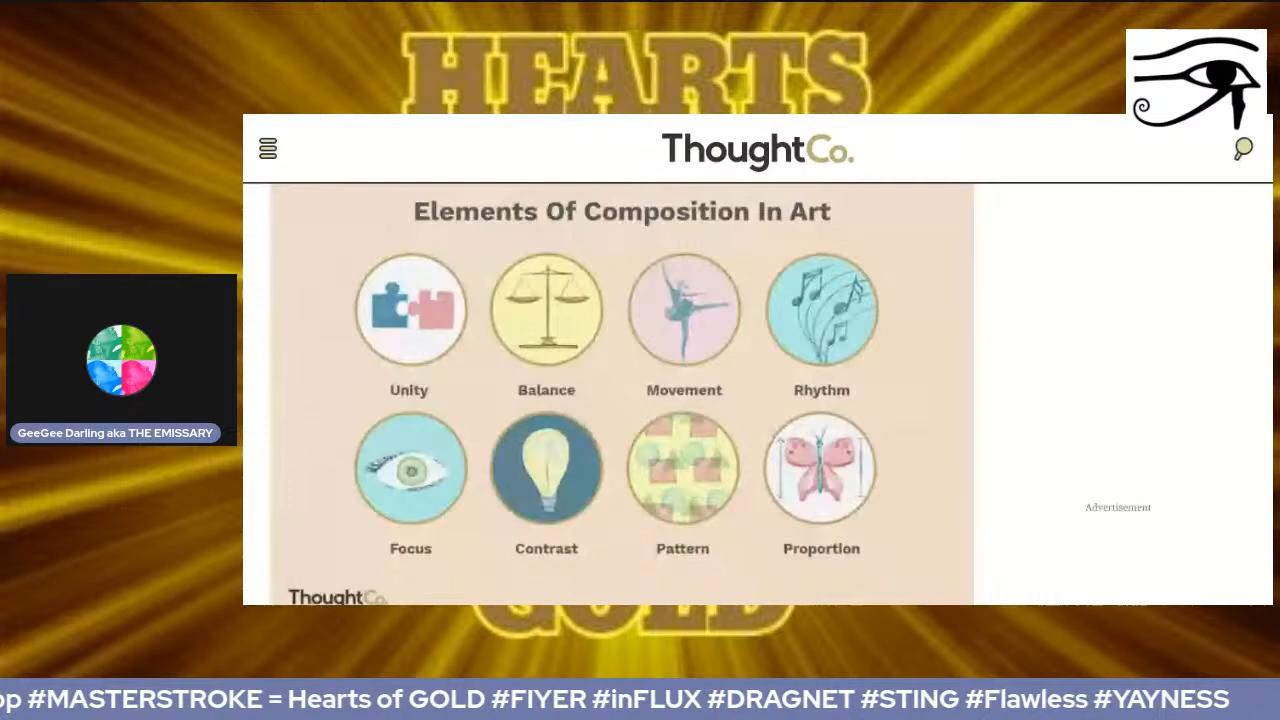 HEARTS
ThoughtCo.
Elements Of Composition In Art
Unity
Balance
Movement
Rhythm
Focus
Contrast
Pattern
Proportion
Advertisement
ThoughtCo.
GeeGee Darling aka THE EMISSARY
GOLD
op #MASTERSTROKE = Hearts of GOLD #FIYER #inFLUX #DRAGNET #STING #Flawless #YAYNESS